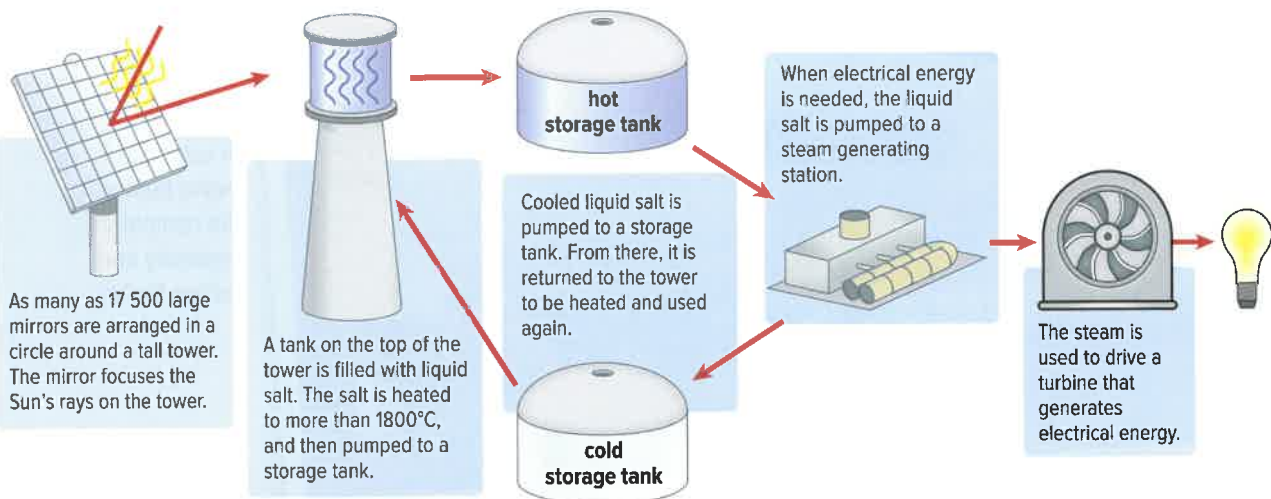 As many as 17 500 large
mirrors are arranged in a
circle around a tall tower.
The mirror focuses the
Sun's rays on the tower.
A tank on the top of the
tower is filled with liquid
salt. The salt is heated
to more than 1800°C,
and then pumped to a
storage tank.
hot
storage tank
Cooled liquid salt is
pumped to a storage
tank. From there, it is
returned to the tower
to be heated and used
again.
cold
storage tank
When electrical energy
is needed, the liquid
salt is pumped to a
steam generating
station.
The steam is
used to drive a
turbine that
generates
electrical energy.